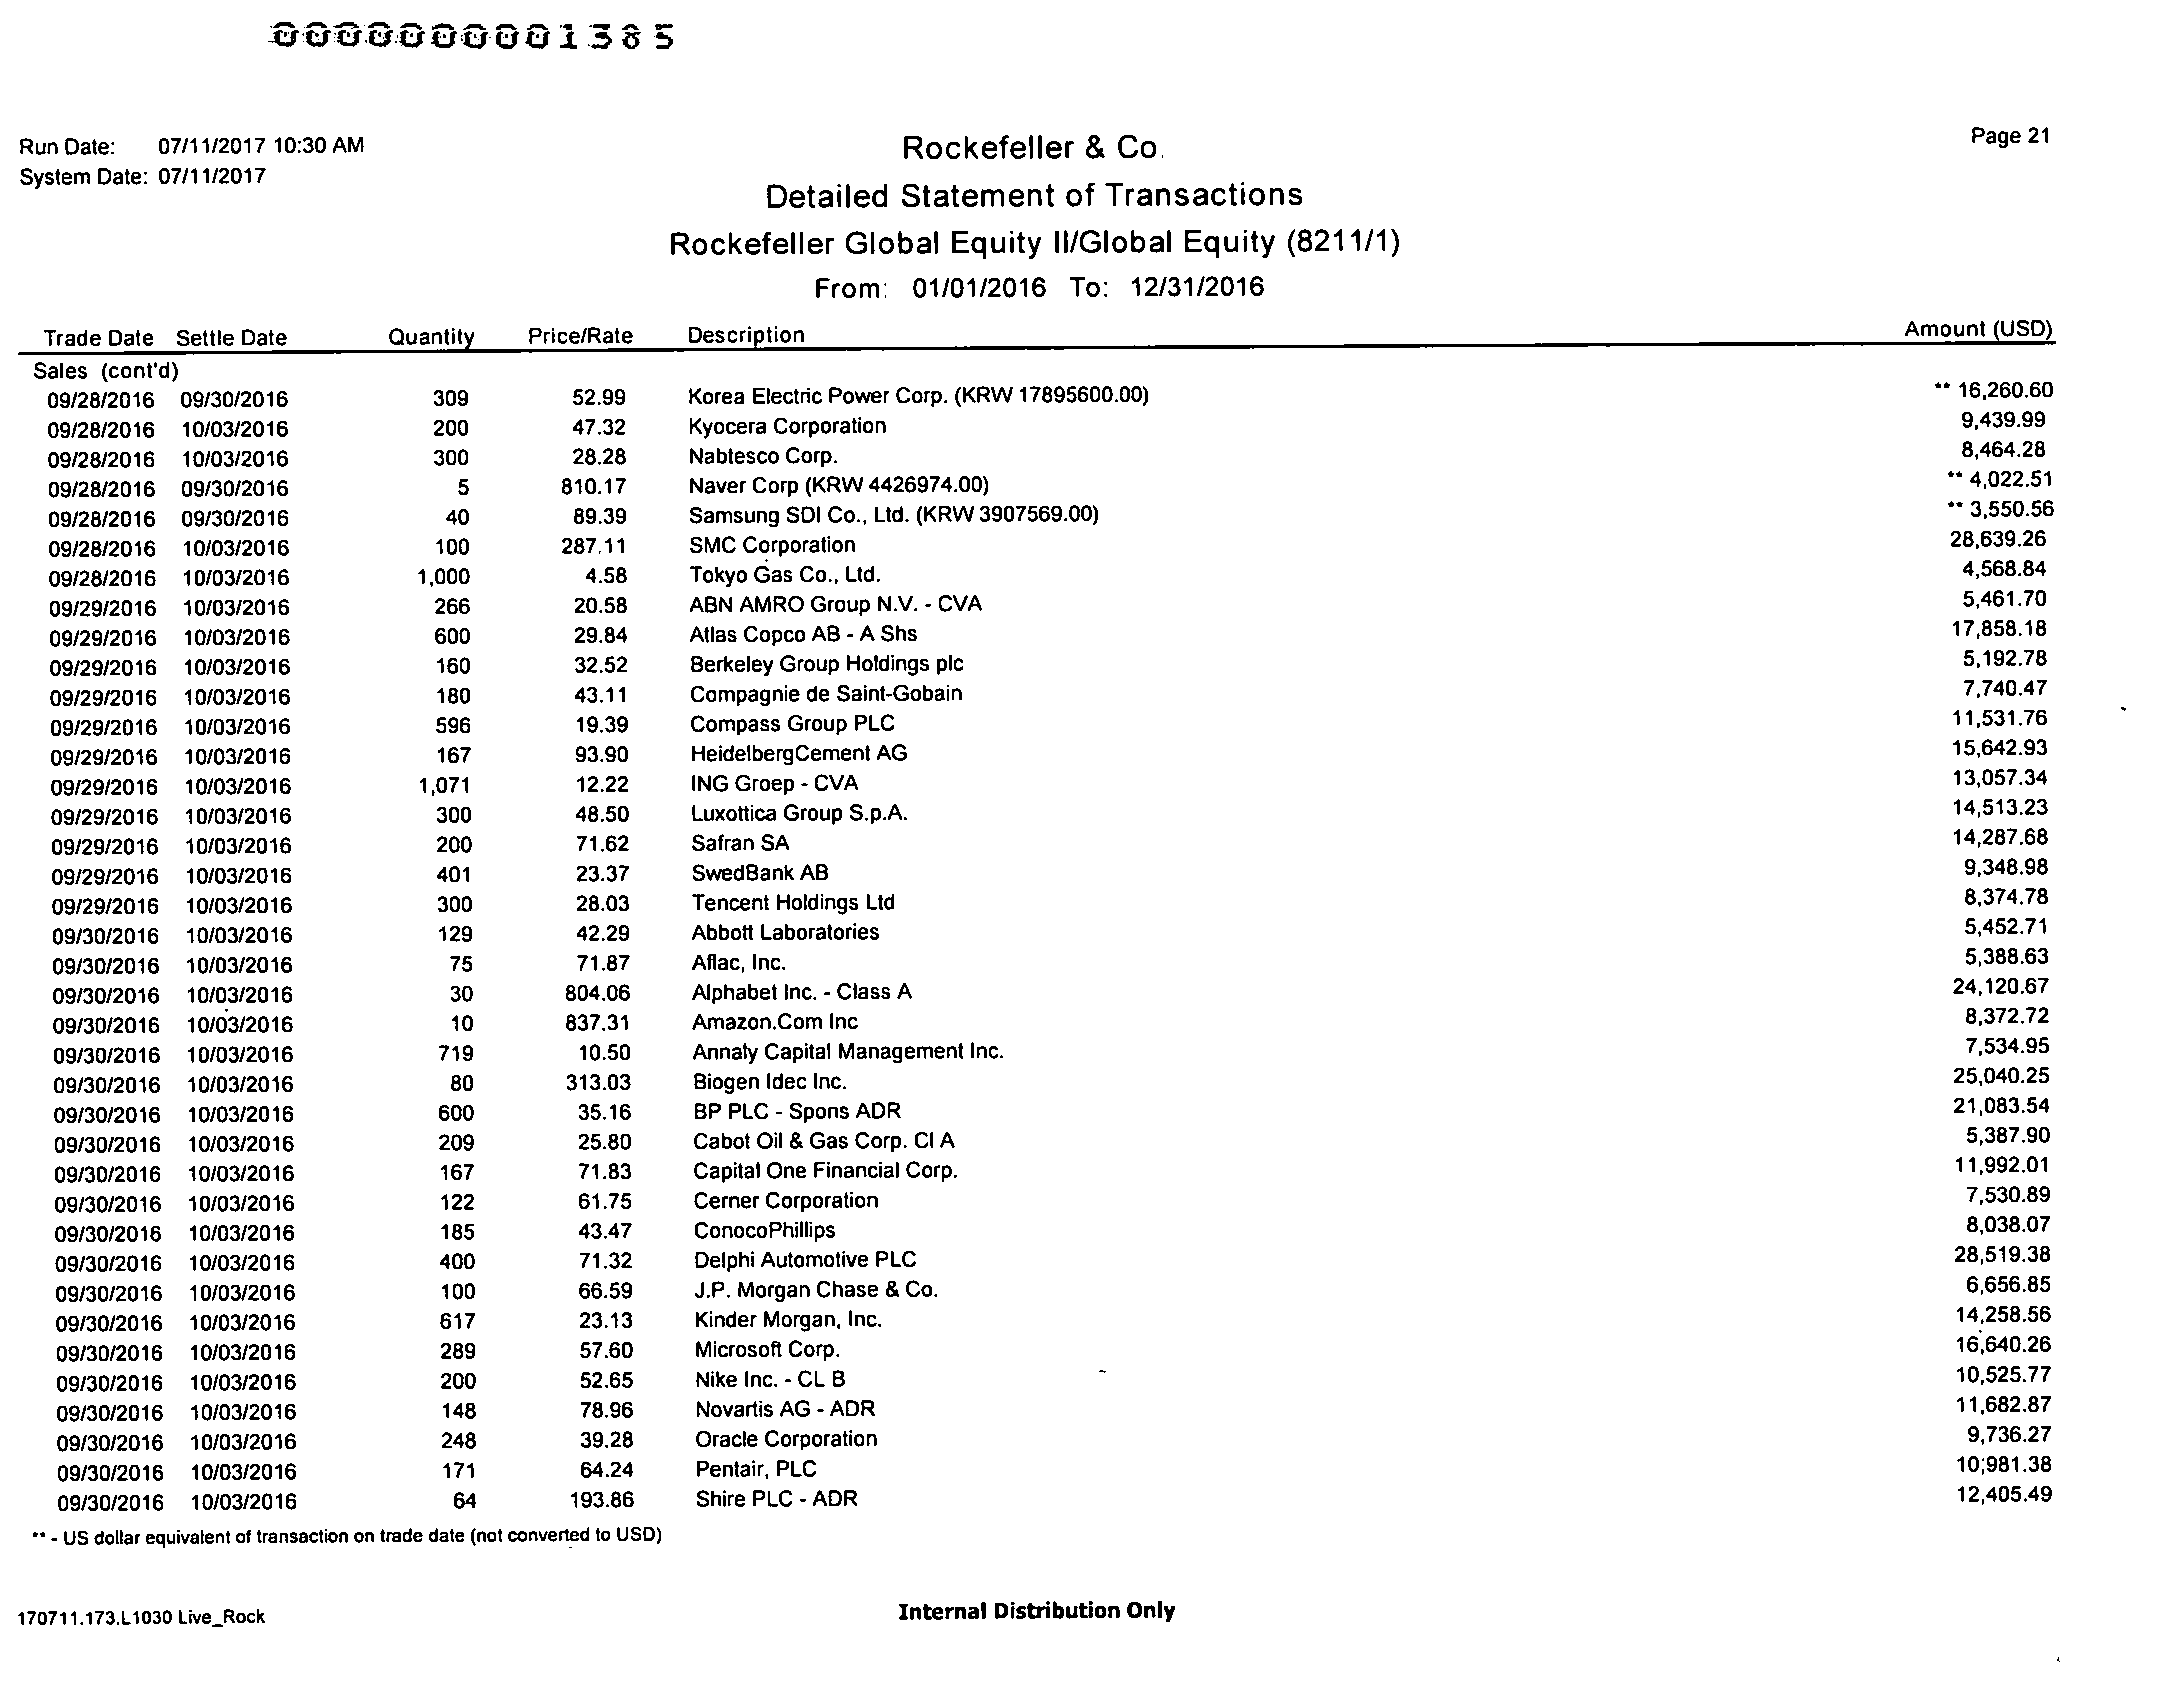 0000000001385
Run Date: 07/11/2017 10:30 AM
Rockefeller & Co.
Page 21
System Date: 07/11/2017
Detailed Statement of Transactions
Rockefeller Global Equity II/Global Equity (8211/1)
From: 01/01/2016 To: 12/31/2016
Trade Date Settle Date Quantity Price/Rate Description Amount (USD)
Sales (cont'd)
09/28/2016 09/30/2016 309 52.99 Korea Electric Power Corp. (KRW 17895600.00) ** 16,260.60
09/28/2016 10/03/2016 200 47.32 Kyocera Corporation 9,439.99
09/28/2016 10/03/2016 300 28.28 Nabtesco Corp. 8,464.28
09/28/2016 09/30/2016 5 810.17 Naver Corp (KRW 4426974.00) ** 4,022.51
09/28/2016 09/30/2016 40 89.39 Samsung SDI Co., Ltd. (KRW 3907569.00) ** 3,550.56
09/28/2016 10/03/2016 100 287.11 SMC Corporation 28,639.26
09/28/2016 10/03/2016 1,000 4.58 Tokyo Gas Co., Ltd. 4,568.84
09/29/2016 10/03/2016 266 20.58 ABN AMRO Group N.V. - CVA 5,461.70
09/29/2016 10/03/2016 600 29.84 Atlas Copco AB - A Shs 17,858.18
09/29/2016 10/03/2016 160 32.52 Berkeley Group Holdings plc 5,192.78
09/29/2016 10/03/2016 180 43.11 Compagnie de Saint-Gobain 7,740.47
09/29/2016 10/03/2016 596 19.39 Compass Group PLC 11,531.76
09/29/2016 10/03/2016 167 93.90 HeidelbergCement AG 15,642.93
09/29/2016 10/03/2016 1,071 12.22 ING Groep - CVA 13,057.34
09/29/2016 10/03/2016 300 48.50 Luxottica Group S.p.A. 14,513.23
09/29/2016 10/03/2016 200 71.62 Safran SA 14,287.68
09/29/2016 10/03/2016 401 23.37 SwedBank AB 9,348.98
09/29/2016 10/03/2016 300 28.03 Tencent Holdings Ltd 8,374.78
09/30/2016 10/03/2016 129 42.29 Abbott Laboratories 5,452.71
09/30/2016 10/03/2016 75 71.87 Aflac, Inc. 5,388.63
09/30/2016 10/03/2016 30 804.06 Alphabet Inc. - Class A 24,120.67
09/30/2016 10/03/2016 10 837.31 Amazon.Com Inc 8,372.72
09/30/2016 10/03/2016 719 10.50 Annaly Capital Management Inc. 7,534.95
09/30/2016 10/03/2016 80 313.03 Biogen Idec Inc. 25,040.25
09/30/2016 10/03/2016 600 35.16 BP PLC - Spons ADR 21,083.54
09/30/2016 10/03/2016 209 25.80 Cabot Oil & Gas Corp. Cl A 5,387.90
09/30/2016 10/03/2016 167 71.83 Capital One Financial Corp. 11,992.01
09/30/2016 10/03/2016 122 61.75 Cerner Corporation 7,530.89
09/30/2016 10/03/2016 185 43.47 ConocoPhillips 8,038.07
09/30/2016 10/03/2016 400 71.32 Delphi Automotive PLC 28,519.38
09/30/2016 10/03/2016 100 66.59 J.P. Morgan Chase & Co. 6,656.85
09/30/2016 10/03/2016 617 23.13 Kinder Morgan, Inc. 14,258.56
09/30/2016 10/03/2016 289 57.60 Microsoft Corp. 16,640.26
09/30/2016 10/03/2016 200 52.65 Nike Inc. - CL B 10,525.77
09/30/2016 10/03/2016 148 78.96 Novartis AG - ADR 11,682.87
09/30/2016 10/03/2016 248 39.28 Oracle Corporation 9,736.27
09/30/2016 10/03/2016 171 64.24 Pentair, PLC 10,981.38
09/30/2016 10/03/2016 64 193.86 Shire PLC - ADR 12,405.49
** - US dollar equivalent of transaction on trade date (not converted to USD)
170711.173.L1030 Live_Rock
Internal Distribution Only